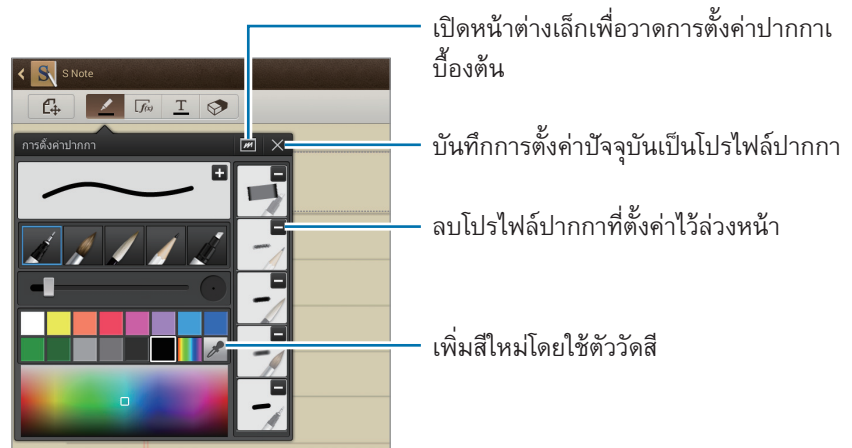 เปิดหน้าต่างเล็กเพื่อวาดการตั้งค่าปากกาเ
บื้องต้น
S Note
f(x)
T
การตั้งค่าปากกา
บันทึกการตั้งค่าปัจจุบันเป็นโปรไฟล์ปากกา
ลบโปรไฟล์ปากกาที่ตั้งค่าไว้ล่วงหน้า
เพิ่มสีใหม่โดยใช้ตัววัดสี